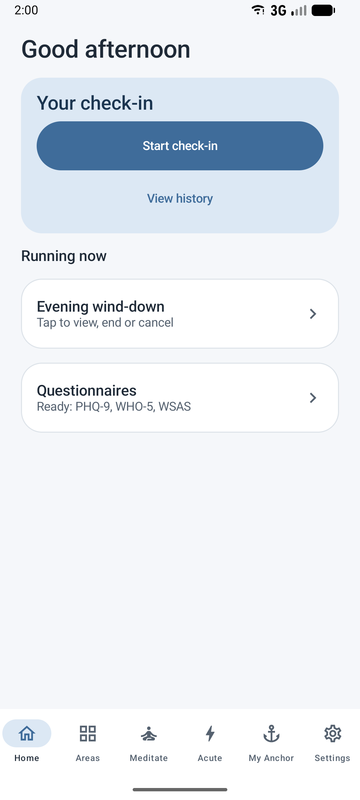 2:00
3G
Good afternoon
Your check-in
Start check-in
View history
Running now
Evening wind-down
Tap to view, end or cancel
Questionnaires
Ready: PHQ-9, WHO-5, WSAS
Home
Areas
Meditate
Acute
My Anchor
Settings